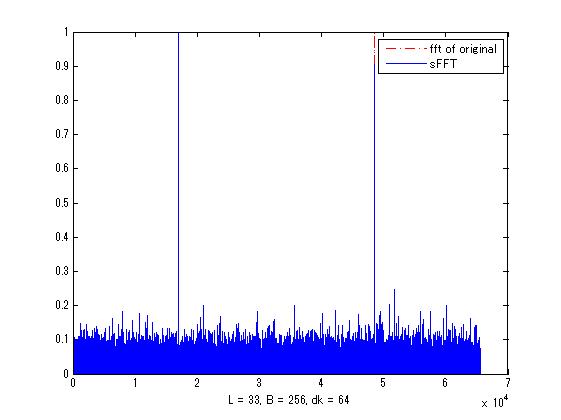 1
0.9
0.8
0.7
0.6
0.5
0.4
0.3
0.2
0.1
0
fft of original
sFFT
0 1 2 3 4 5 6 7
x 10^4
L = 33, B = 256, dk = 64